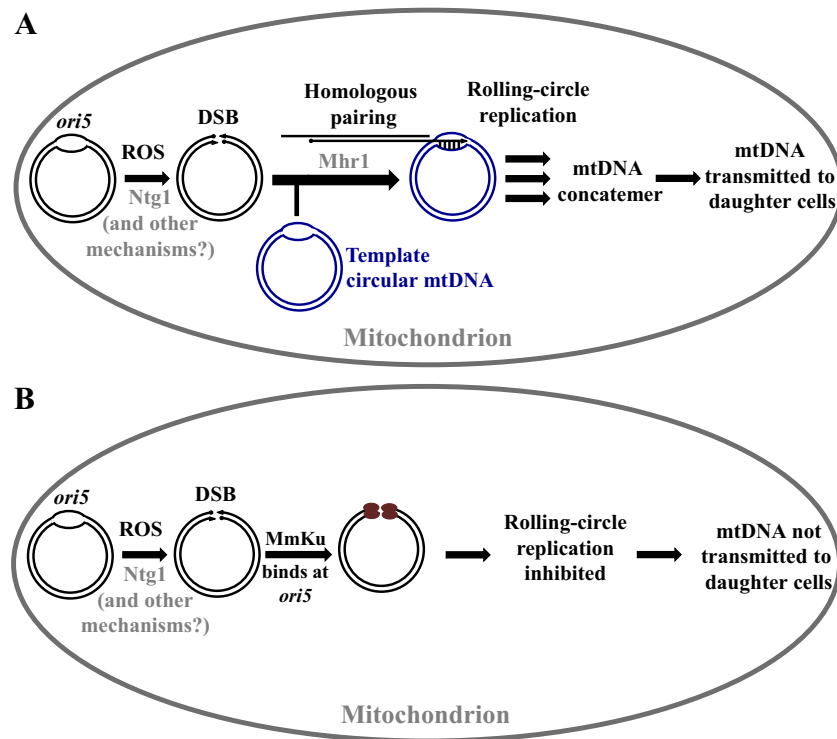 A
ori5
ROS
Ntg1
(and other
mechanisms?)
DSB
Homologous
pairing
Mhr1
Template
circular mtDNA
Rolling-circle
replication
mtDNA
concatemer
mtDNA
transmitted to
daughter cells
Mitochondrion
B
ori5
ROS
Ntg1
(and other
mechanisms?)
DSB
MmKu
binds at
ori5
Rolling-circle
replication
inhibited
mtDNA not
transmitted to
daughter cells
Mitochondrion